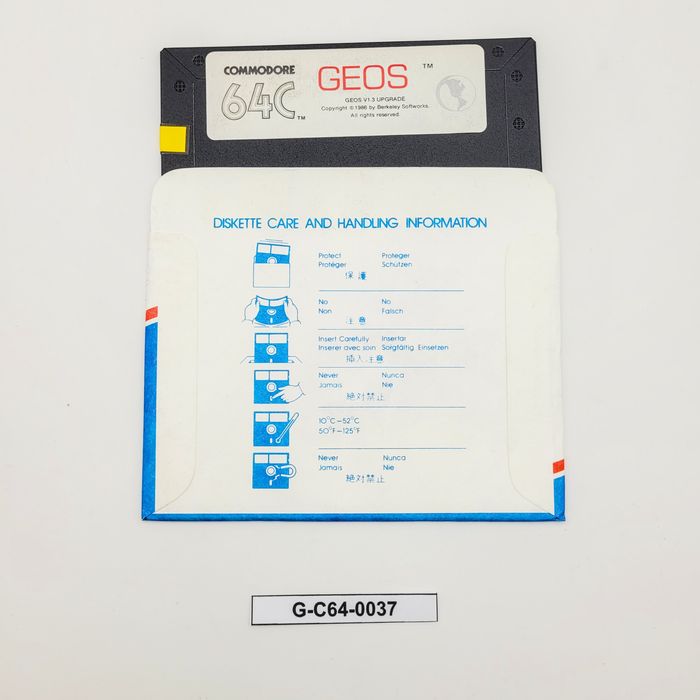 COMMODORE
64C™
GEOS ™
GEOS V1.3 UPGRADE
Copyright © 1986 by Berkeley Softworks.
All rights reserved.
DISKETTE CARE AND HANDLING INFORMATION
Protect Proteger
Protéger Schützen
保護
No No
Non Falsch
注意
Insert Carefully Insertar
Inserer avec soin Sorgfältig Einsetzen
挿入注意
Never Nunca
Jamais Nie
絶対禁止
10°C–52°C
50°F–125°F
Never Nunca
Jamais Nie
絶対禁止
G-C64-0037